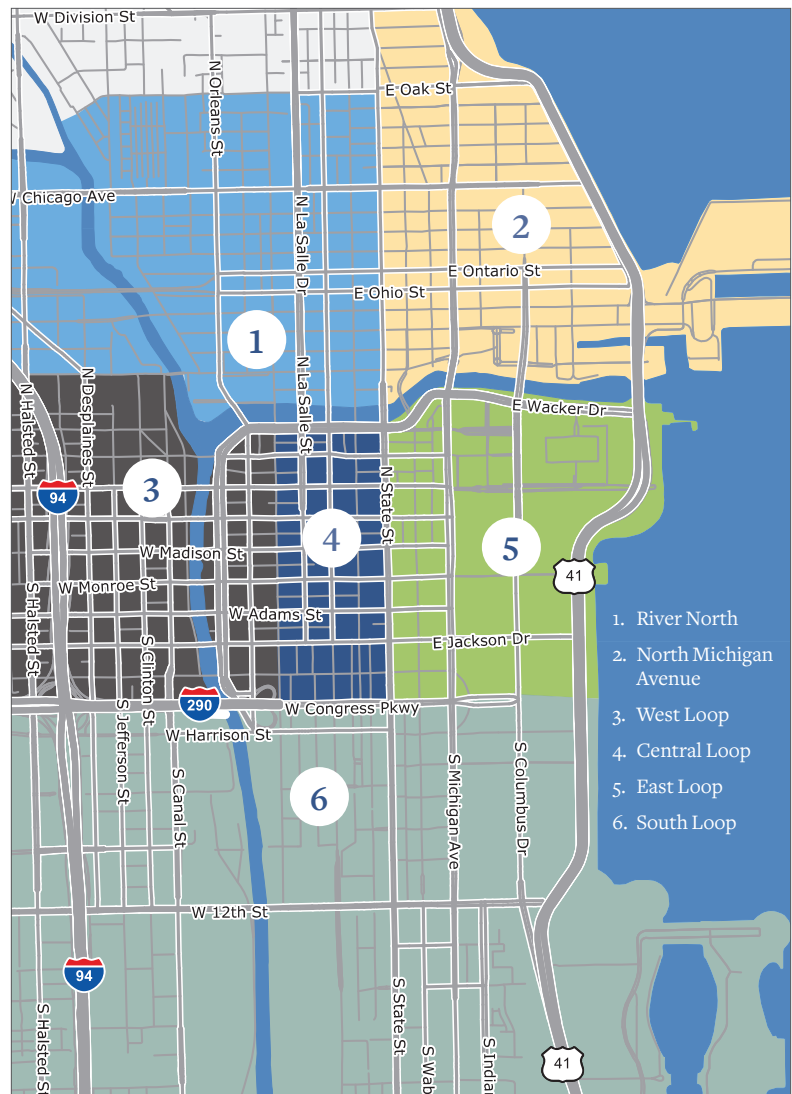 W Division St
N Orleans St
E Oak St
W Chicago Ave
N La Salle Dr
2
E Ontario St
E Ohio St
1
N La Salle St
N Halsted St
N Desplaines St
E Wacker Dr
3
94
N State St
4
5
W Madison St
41
W Monroe St
S Halsted St
W Adams St
E Jackson Dr
S Clinton St
290
W Congress Pkwy
S Jefferson St
W Harrison St
S Canal St
6
S Michigan Ave
S Columbus Dr
1. River North
2. North Michigan
Avenue
3. West Loop
4. Central Loop
5. East Loop
6. South Loop
W 12th St
94
S Halsted St
S State St
S Wab
S Indian
41